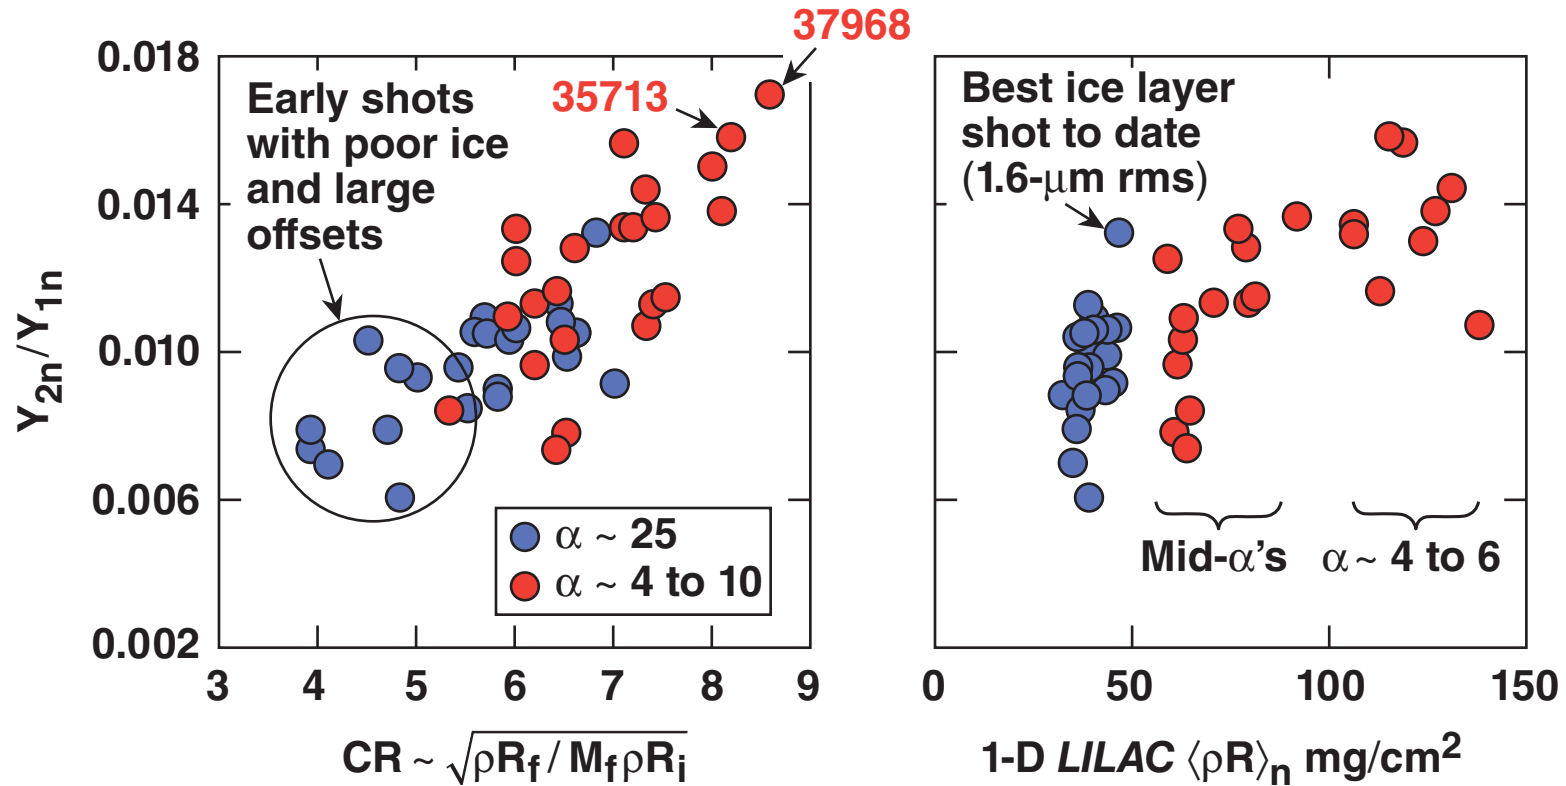 37968
35713
Early shots
with poor ice
and large
offsets
Y2n/Y1n
0.018
0.014
0.010
0.006
0.002
α ~ 25
α ~ 4 to 10
3 4 5 6 7 8 9
CR ~ √ρRf / Mf ρRi
Best ice layer
shot to date
(1.6-μm rms)
Mid-α’s α ~ 4 to 6
0 50 100 150
1-D LILAC ⟨ρR⟩n mg/cm²